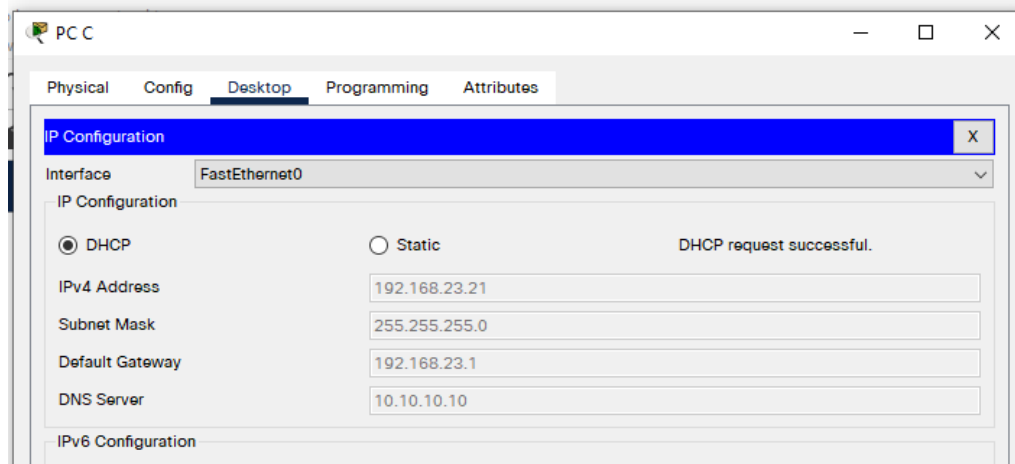 PC C
Physical Config Desktop Programming Attributes
IP Configuration X
Interface FastEthernet0
IP Configuration
DHCP Static DHCP request successful.
IPv4 Address 192.168.23.21
Subnet Mask 255.255.255.0
Default Gateway 192.168.23.1
DNS Server 10.10.10.10
IPv6 Configuration